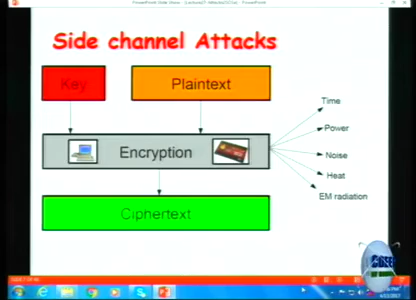 Side channel Attacks
Key
Plaintext
Time
Power
Encryption
Noise
Heat
EM radiation
Ciphertext